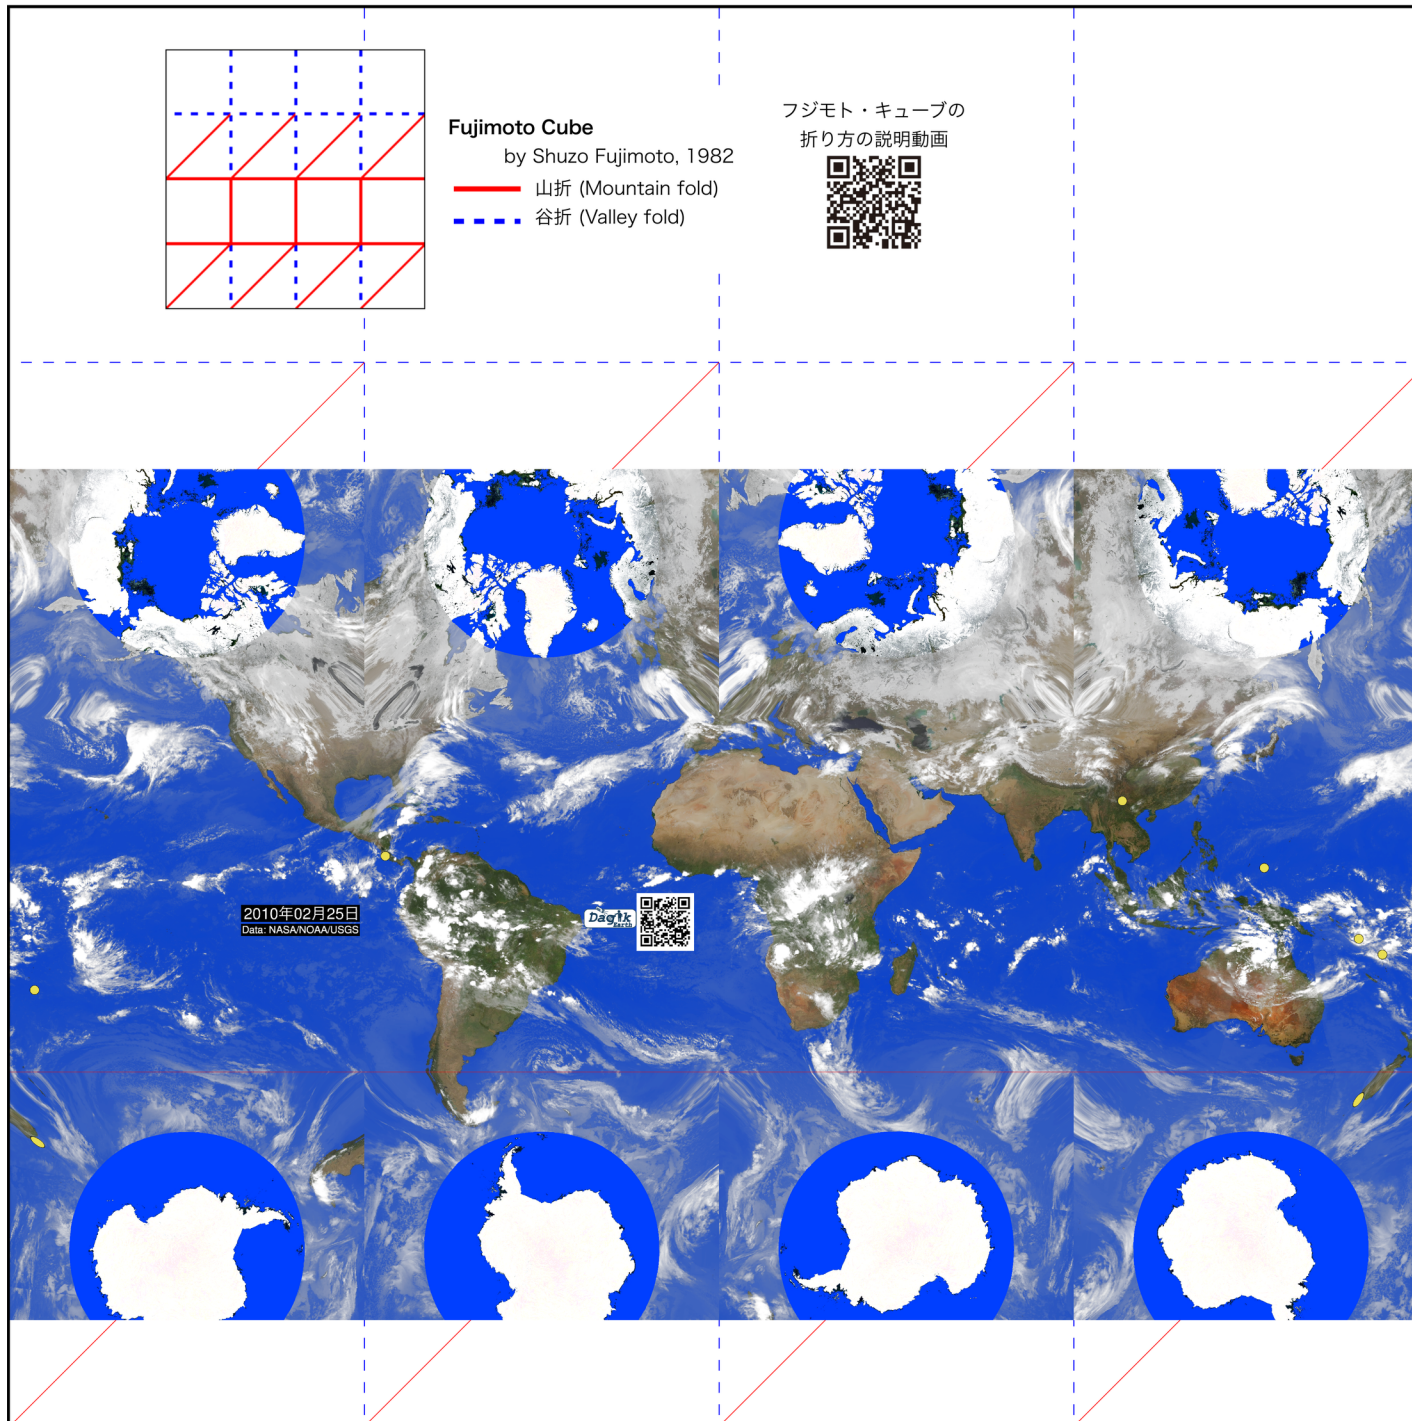 Fujimoto Cube
by Shuzo Fujimoto, 1982
山折 (Mountain fold)
谷折 (Valley fold)
フジモト・キューブの
折り方の説明動画
2010年02月25日
Data: NASA/NOAA/USGS
Dagik
Earth